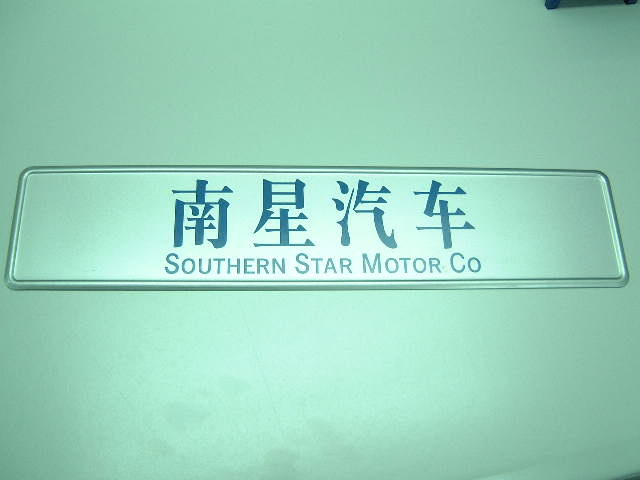 南星汽车
SOUTHERN STAR MOTOR CO